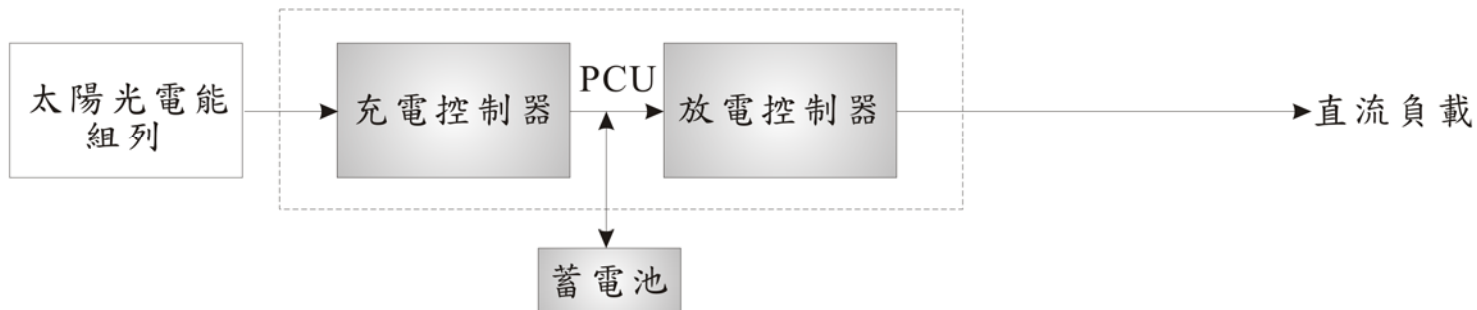 太陽光電能
組列
充電控制器
PCU
放電控制器
直流負載
蓄電池